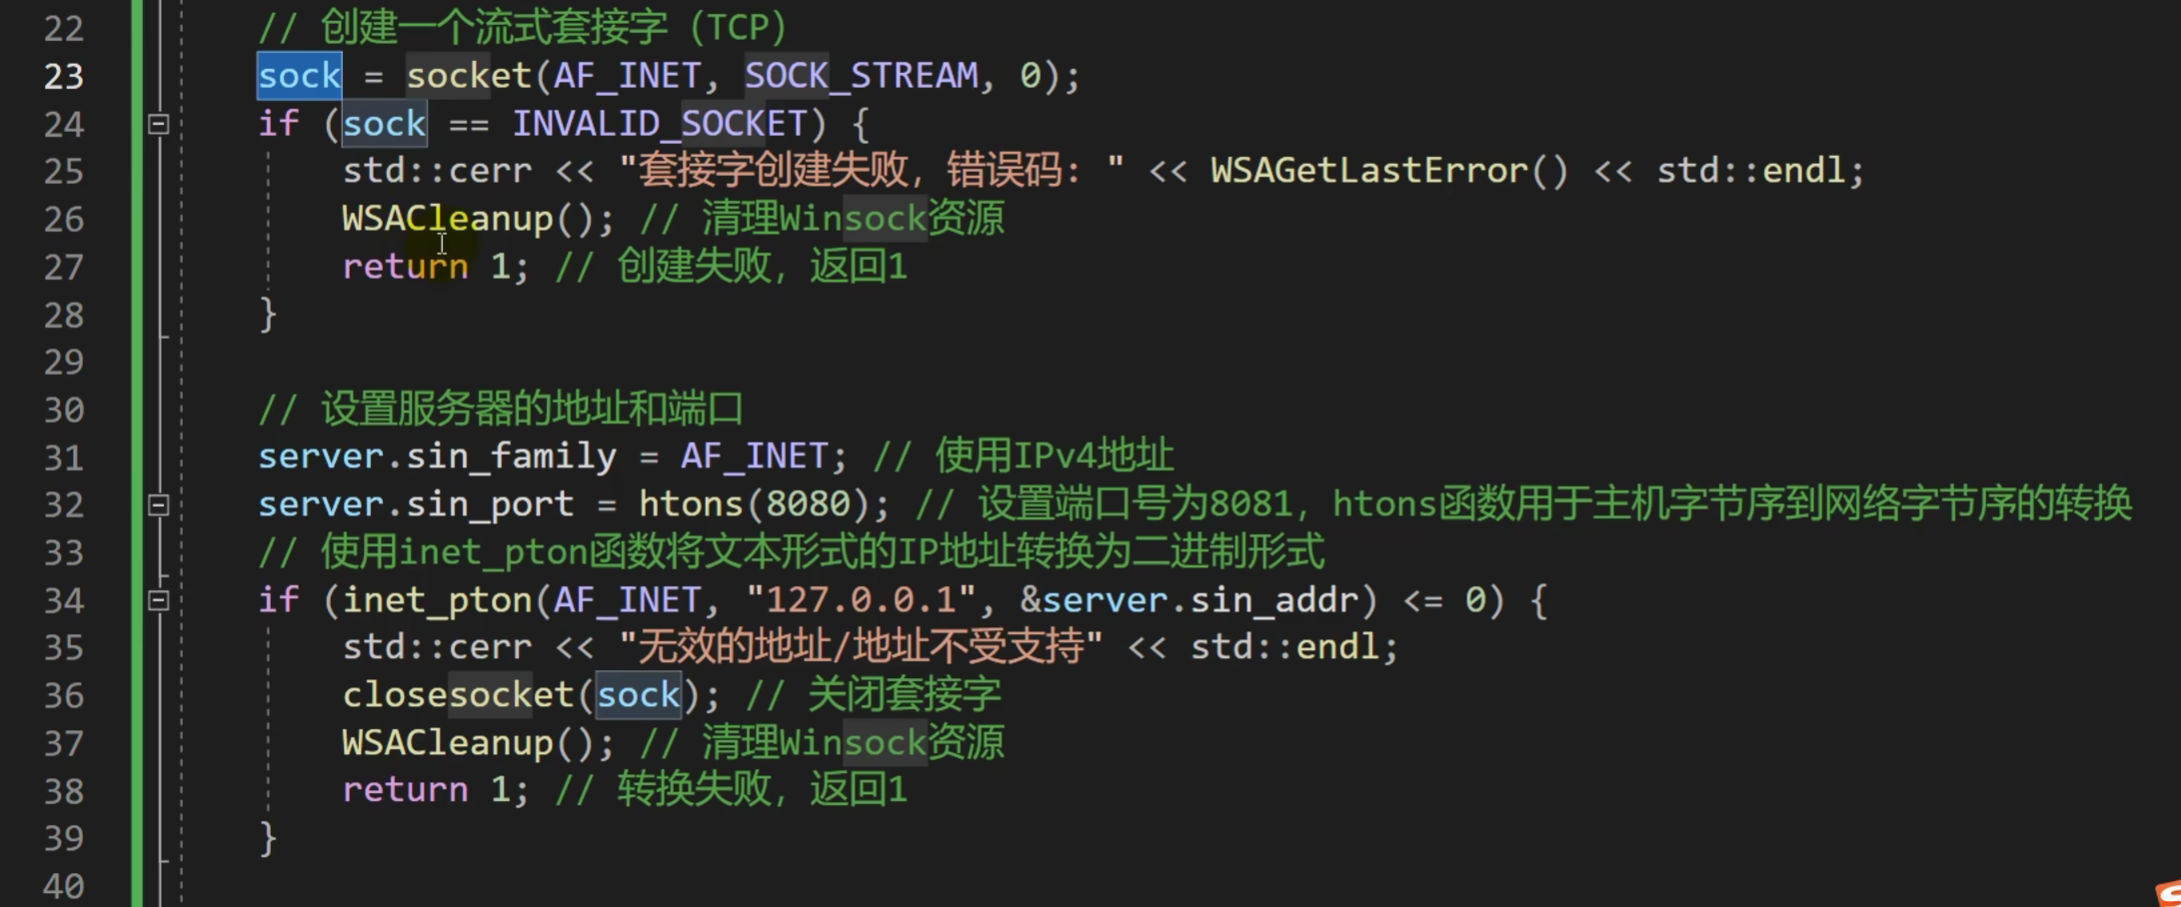 22 // 创建一个流式套接字（TCP）
23 sock = socket(AF_INET, SOCK_STREAM, 0);
24 if (sock == INVALID_SOCKET) {
25 std::cerr << "套接字创建失败，错误码： " << WSAGetLastError() << std::endl;
26 WSACleanup(); // 清理Winsock资源
27 return 1; // 创建失败，返回1
28 }
29
30 // 设置服务器的地址和端口
31 server.sin_family = AF_INET; // 使用IPv4地址
32 server.sin_port = htons(8080); // 设置端口号为8081，htons函数用于主机字节序到网络字节序的转换
33 // 使用inet_pton函数将文本形式的IP地址转换为二进制形式
34 if (inet_pton(AF_INET, "127.0.0.1", &server.sin_addr) <= 0) {
35 std::cerr << "无效的地址/地址不受支持" << std::endl;
36 closesocket(sock); // 关闭套接字
37 WSACleanup(); // 清理Winsock资源
38 return 1; // 转换失败，返回1
39 }
40